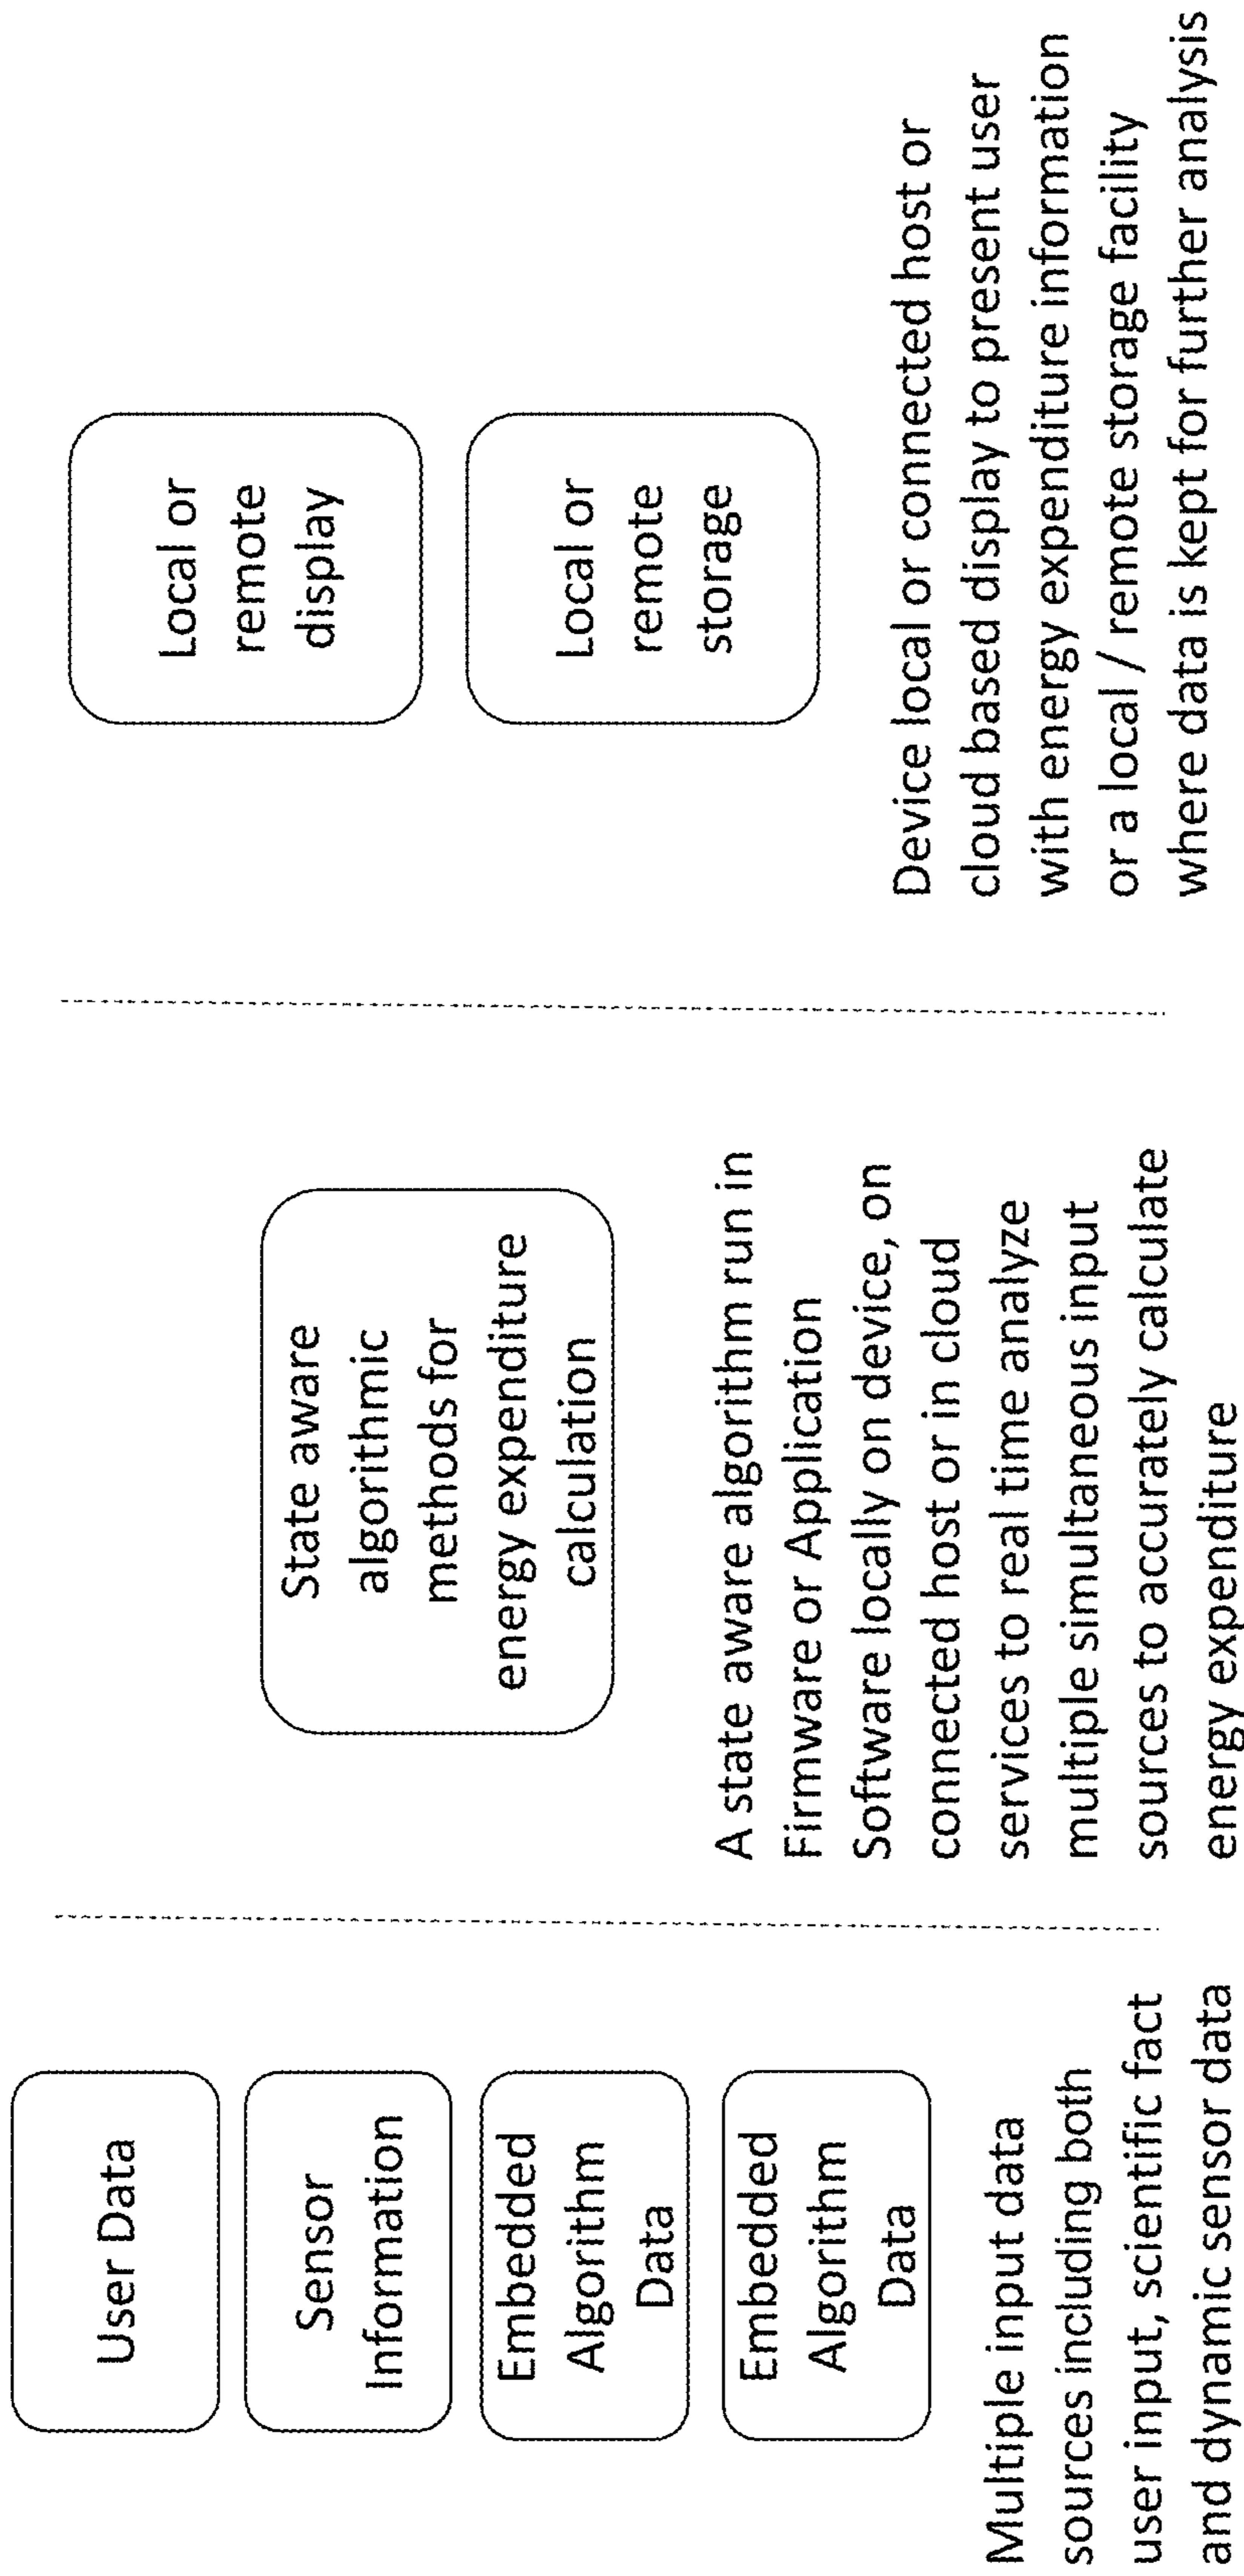 User Data
Sensor
Information
Embedded
Algorithm
Data
Embedded
Algorithm
Data
Multiple input data
sources including both
user input, scientific fact
and dynamic sensor data
State aware
algorithmic
methods for
energy expenditure
calculation
A state aware algorithm run in
Firmware or Application
Software locally on device, on
connected host or in cloud
services to real time analyze
multiple simultaneous input
sources to accurately calculate
energy expenditure
Local or
remote
display
Local or
remote
storage
Device local or connected host or
cloud based display to present user
with energy expenditure information
or a local / remote storage facility
where data is kept for further analysis